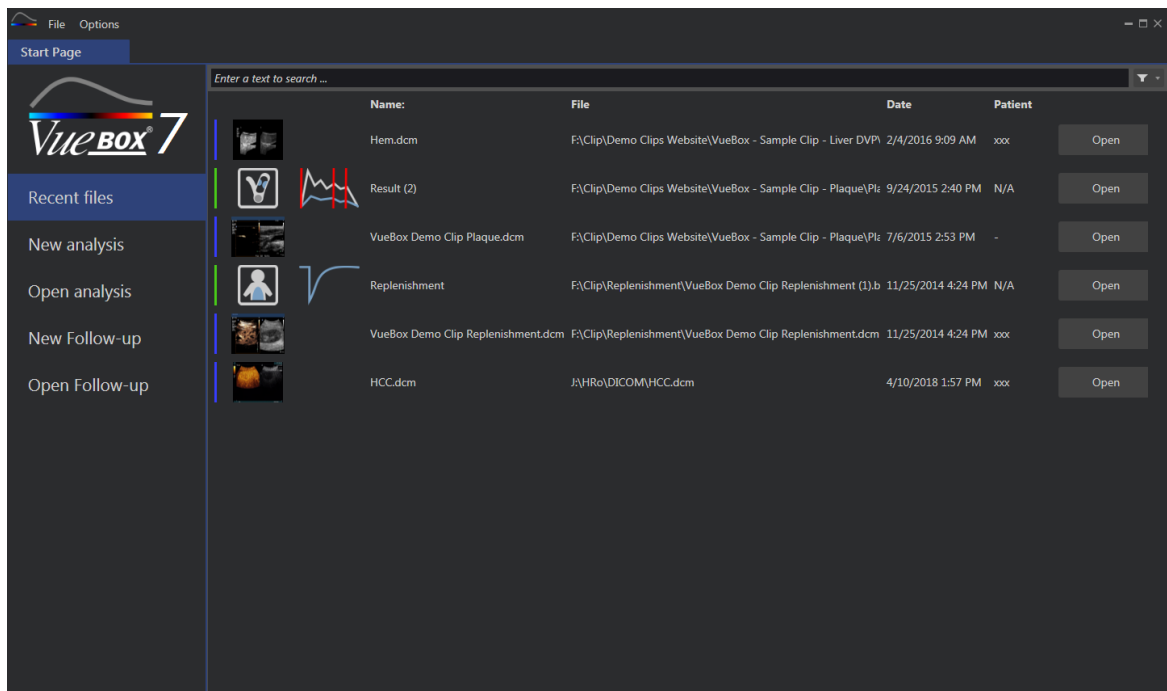 File Options
Start Page
Enter a text to search ...
VUEBOX® 7
Name: File Date Patient
Hem.dcm F:\Clip\Demo Clips Website\VueBox - Sample Clip - Liver DVP\ 2/4/2016 9:09 AM xxx Open
Recent files
Result (2) F:\Clip\Demo Clips Website\VueBox - Sample Clip - Plaque\Pla 9/24/2015 2:40 PM N/A Open
New analysis
VueBox Demo Clip Plaque.dcm F:\Clip\Demo Clips Website\VueBox - Sample Clip - Plaque\Pla 7/6/2015 2:53 PM - Open
Open analysis
Replenishment F:\Clip\Replenishment\VueBox Demo Clip Replenishment (1).b 11/25/2014 4:24 PM N/A Open
New Follow-up
VueBox Demo Clip Replenishment.dcm F:\Clip\Replenishment\VueBox Demo Clip Replenishment.dcm 11/25/2014 4:24 PM xxx Open
Open Follow-up
HCC.dcm J:\HRo\DICOM\HCC.dcm 4/10/2018 1:57 PM xxx Open